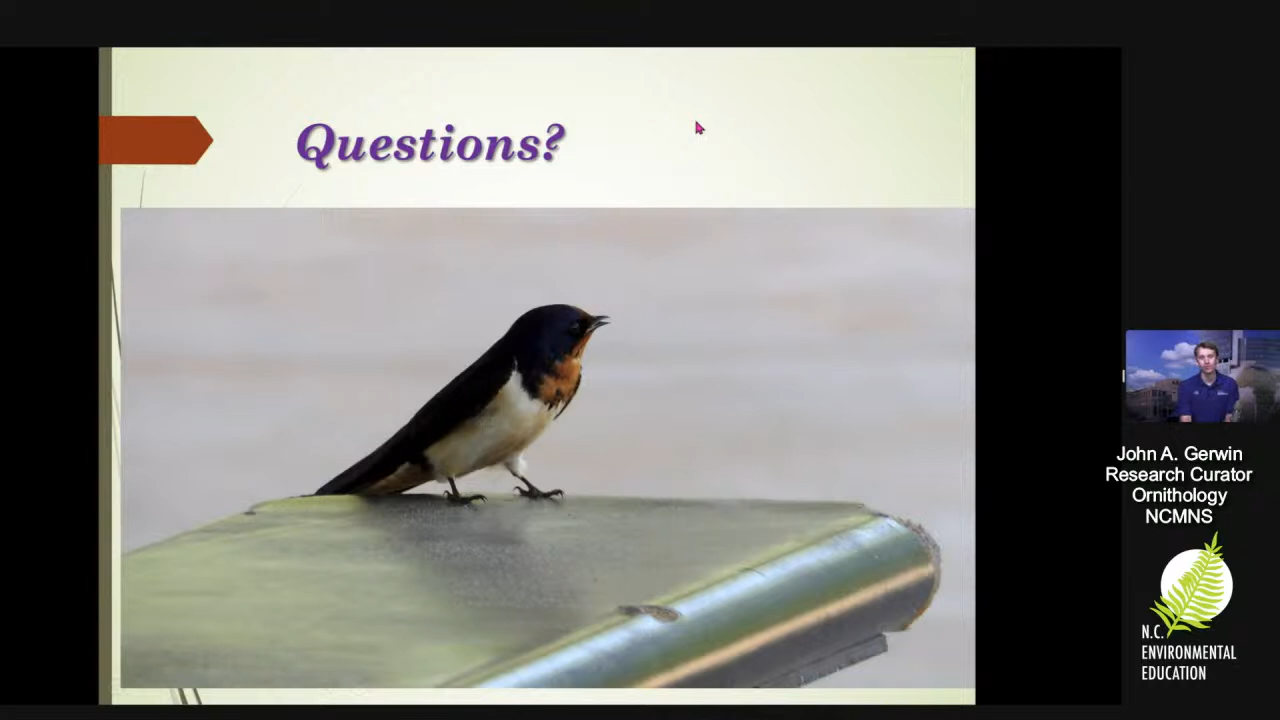 Questions?
John A. Gerwin
Research Curator
Ornithology
NCMNS
N.C.
ENVIRONMENTAL
EDUCATION